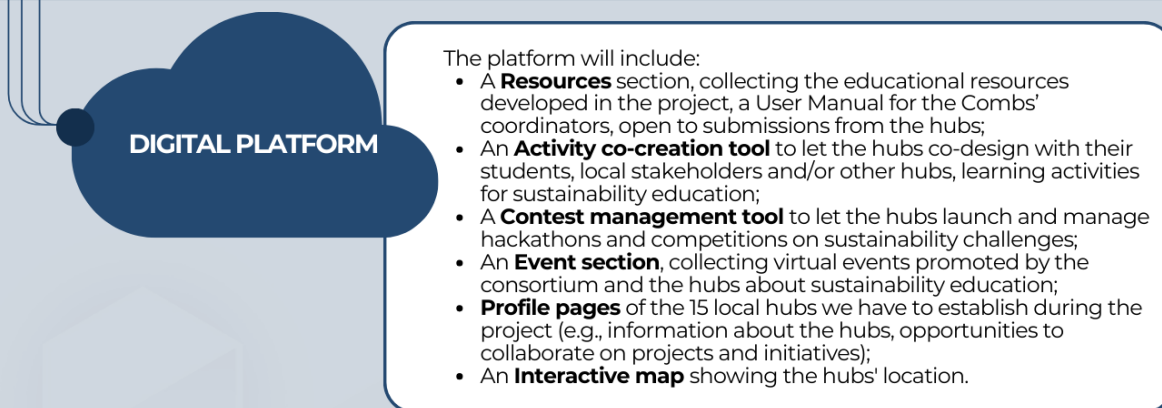 DIGITAL PLATFORM
The platform will include:
• A Resources section, collecting the educational resources
developed in the project, a User Manual for the Combs’
coordinators, open to submissions from the hubs;
• An Activity co-creation tool to let the hubs co-design with their
students, local stakeholders and/or other hubs, learning activities
for sustainability education;
• A Contest management tool to let the hubs launch and manage
hackathons and competitions on sustainability challenges;
• An Event section, collecting virtual events promoted by the
consortium and the hubs about sustainability education;
• Profile pages of the 15 local hubs we have to establish during the
project (e.g., information about the hubs, opportunities to
collaborate on projects and initiatives);
• An Interactive map showing the hubs' location.